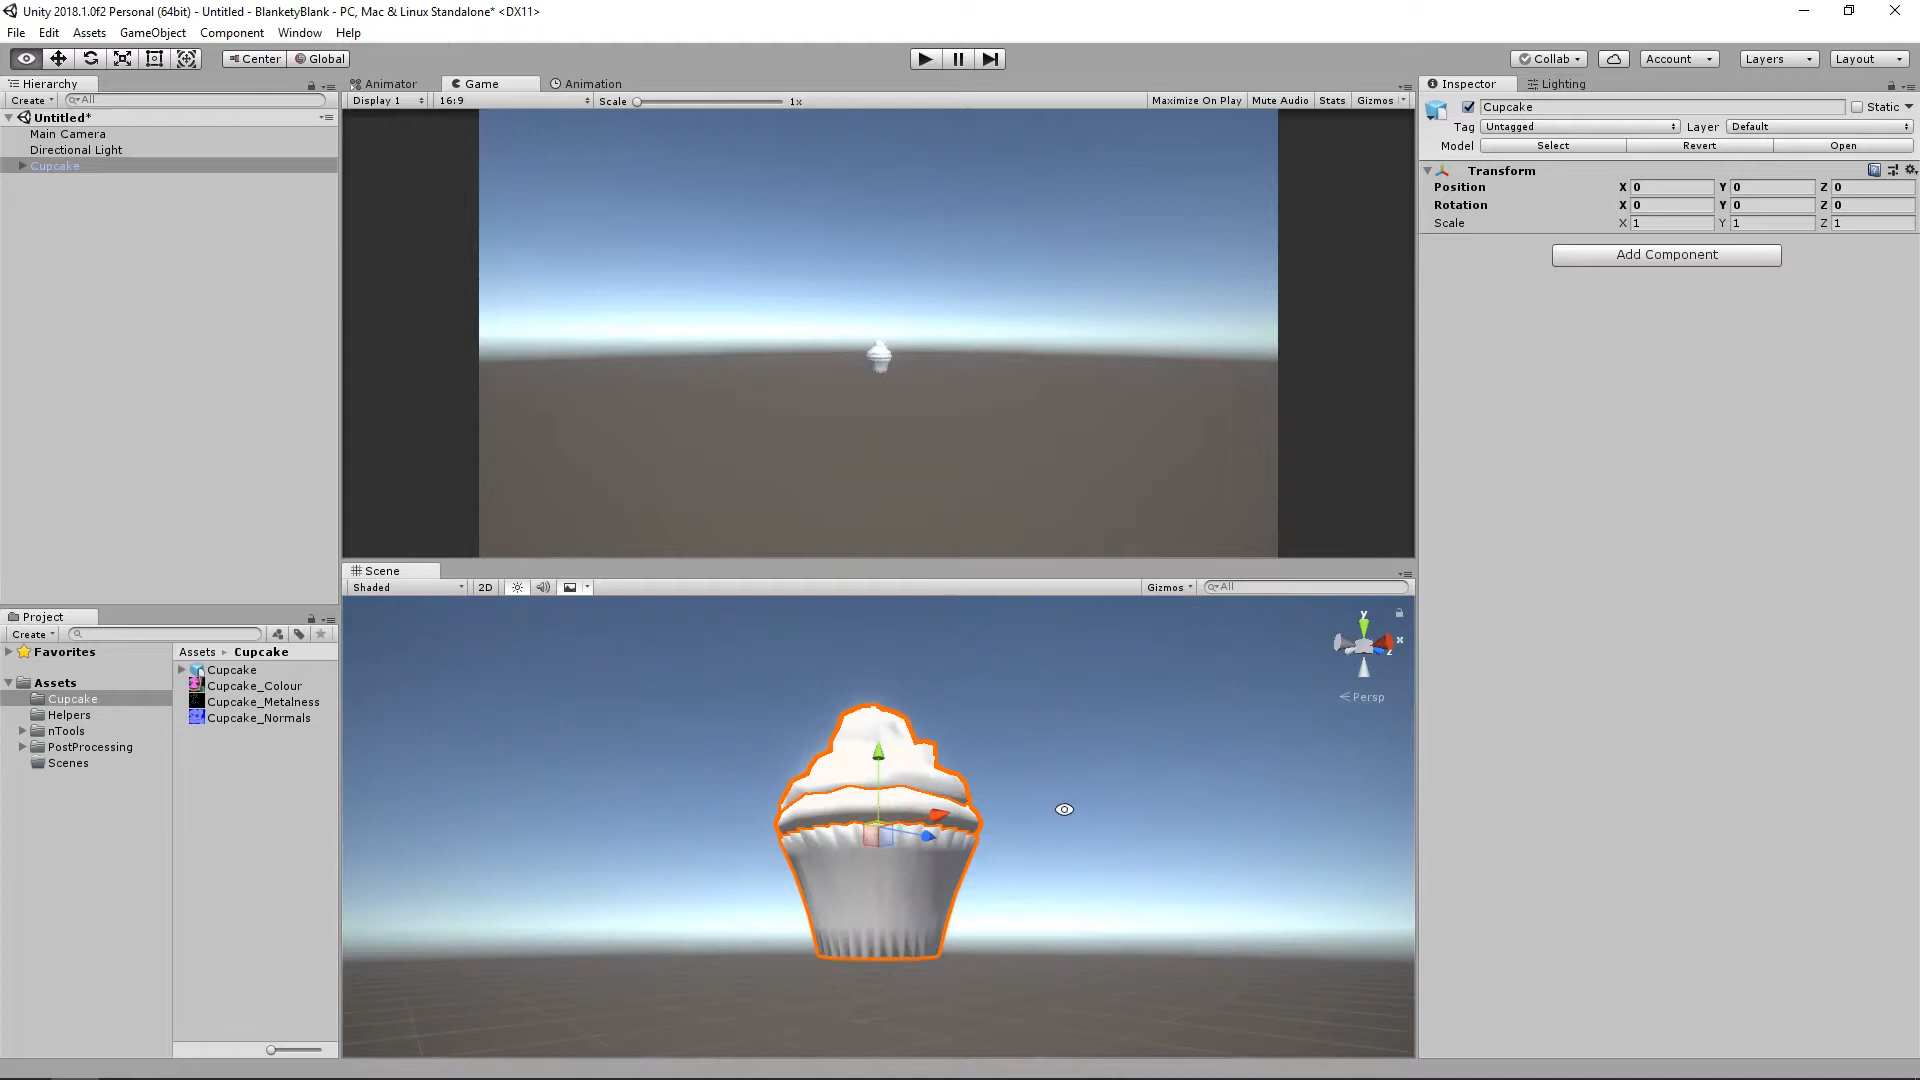 Unity 2018.1.0f2 Personal (64bit) - Untitled - BlanketyBlank - PC, Mac & Linux Standalone* <DX11>
File Edit Assets GameObject Component Window Help
Center Global Collab Account Layers Layout
Hierarchy Animator Game Animation Inspector Lighting
Create All Display 1 16:9 Scale 1x Maximize On Play Mute Audio Stats Gizmos
Untitled*
Main Camera
Directional Light
Cupcake
Cupcake Static
Tag Untagged Layer Default
Model Select Revert Open
Transform
Position X 0 Y 0 Z 0
Rotation X 0 Y 0 Z 0
Scale X 1 Y 1 Z 1
Add Component
Scene
Shaded 2D Gizmos All
y
x
z
Persp
Project
Create
Favorites
Assets
Cupcake
Helpers
nTools
PostProcessing
Scenes
Assets Cupcake
Cupcake
Cupcake_Colour
Cupcake_Metalness
Cupcake_Normals